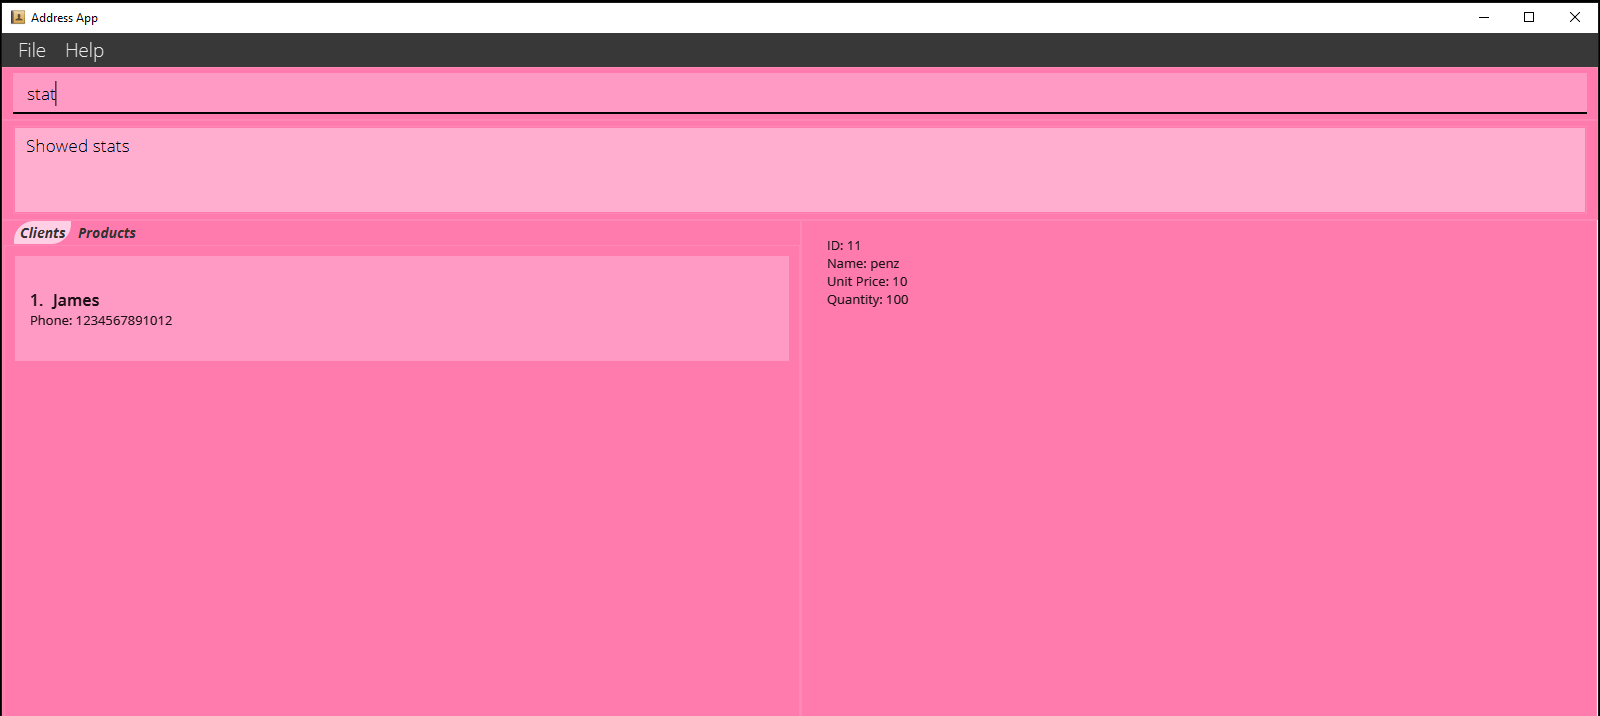 Address App
File Help
stat
Showed stats
Clients Products
1. James
Phone: 1234567891012
ID: 11
Name: penz
Unit Price: 10
Quantity: 100